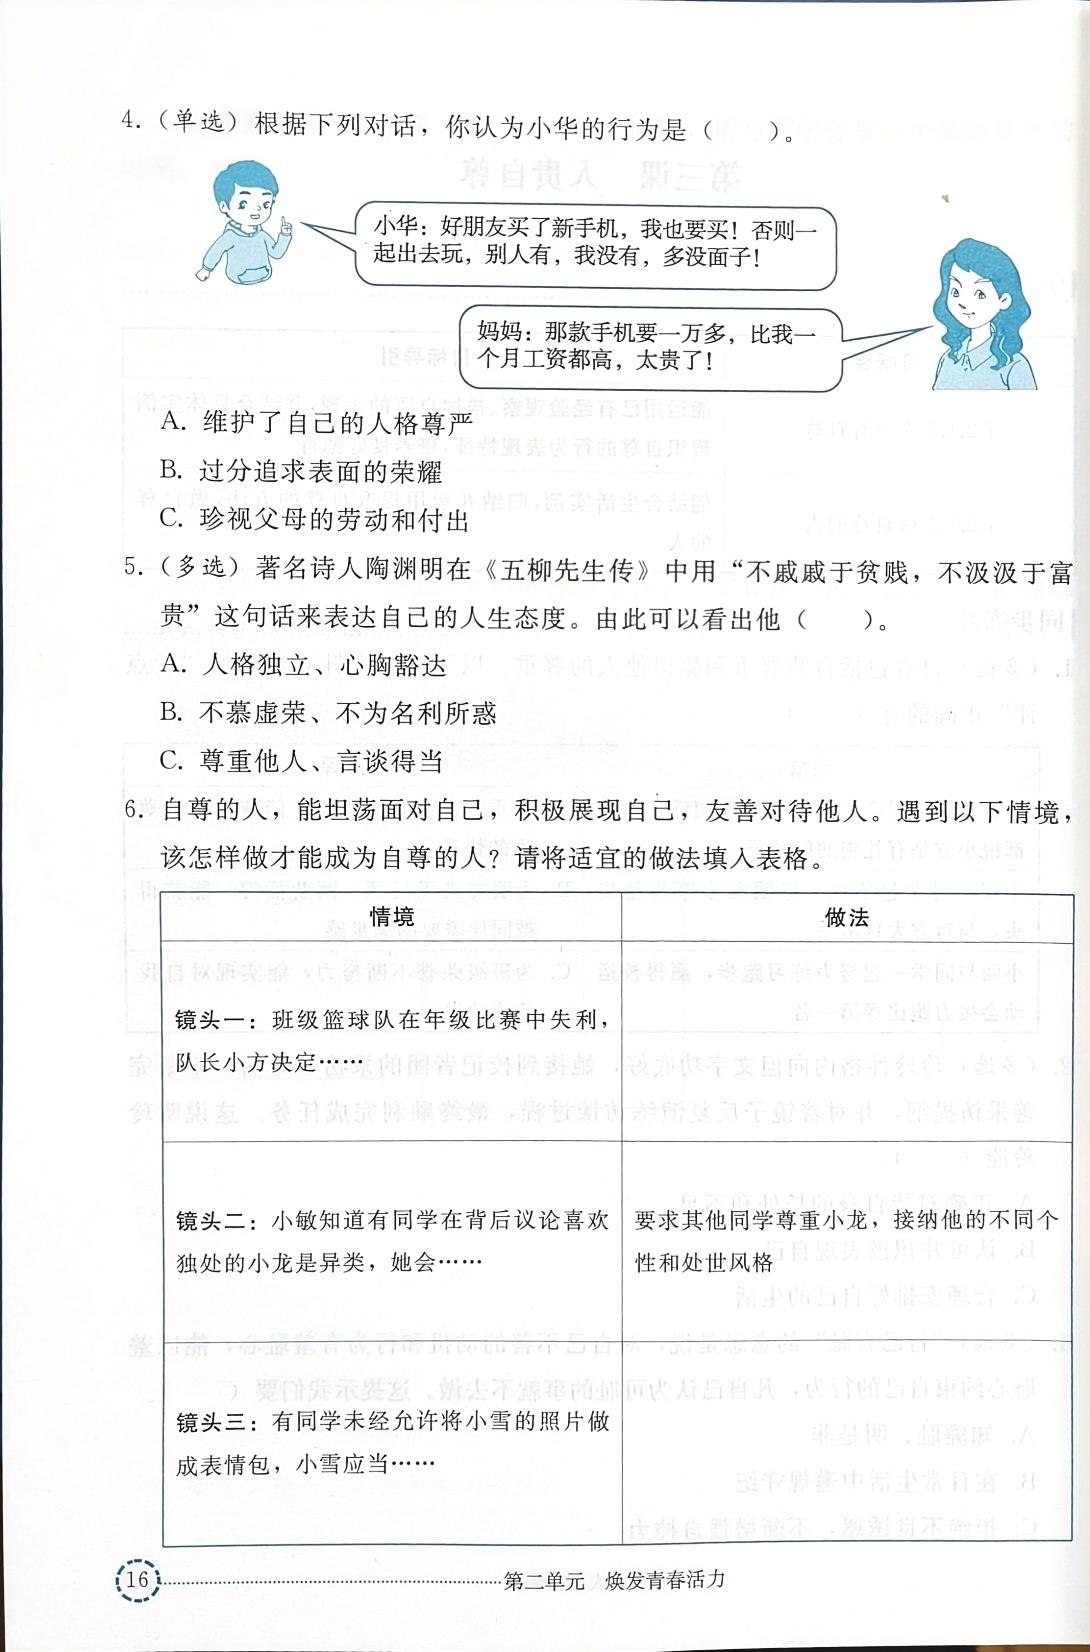 4.（单选）根据下列对话，你认为小华的行为是（　　）。
小华：好朋友买了新手机，我也要买！否则一
起出去玩，别人有，我没有，多没面子！
妈妈：那款手机要一万多，比我一
个月工资都高，太贵了！
A. 维护了自己的人格尊严
B. 过分追求表面的荣耀
C. 珍视父母的劳动和付出
5.（多选）著名诗人陶渊明在《五柳先生传》中用“不戚戚于贫贱，不汲汲于富
贵”这句话来表达自己的人生态度。由此可以看出他（　　）。
A. 人格独立、心胸豁达
B. 不慕虚荣、不为名利所惑
C. 尊重他人、言谈得当
6. 自尊的人，能坦荡面对自己，积极展现自己，友善对待他人。遇到以下情境，
该怎样做才能成为自尊的人？请将适宜的做法填入表格。
情境　做法
镜头一：班级篮球队在年级比赛中失利，
队长小方决定……
镜头二：小敏知道有同学在背后议论喜欢
独处的小龙是异类，她会……
要求其他同学尊重小龙，接纳他的不同个
性和处世风格
镜头三：有同学未经允许将小雪的照片做
成表情包，小雪应当……
16　第二单元　焕发青春活力